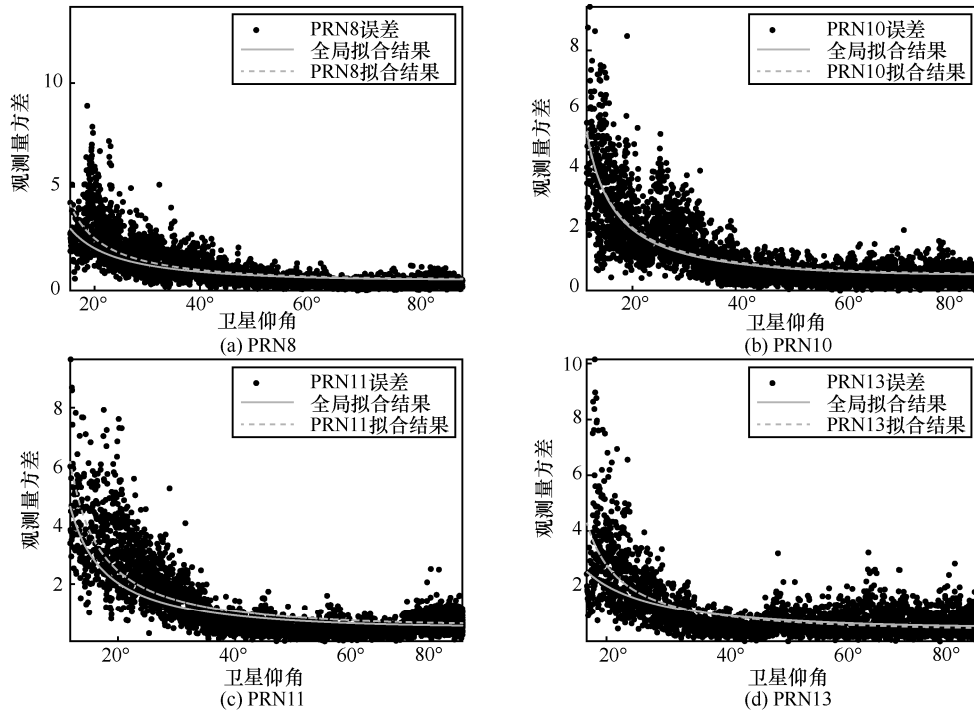 PRN8误差
全局拟合结果
PRN8拟合结果
观测量方差
10
5
0
20°
40°
60°
80°
卫星仰角
(a) PRN8
PRN10误差
全局拟合结果
PRN10拟合结果
观测量方差
8
6
4
2
0
20°
40°
60°
80°
卫星仰角
(b) PRN10
PRN11误差
全局拟合结果
PRN11拟合结果
观测量方差
8
6
4
2
20°
40°
60°
80°
卫星仰角
(c) PRN11
PRN13误差
全局拟合结果
PRN13拟合结果
观测量方差
10
8
6
4
2
20°
40°
60°
80°
卫星仰角
(d) PRN13